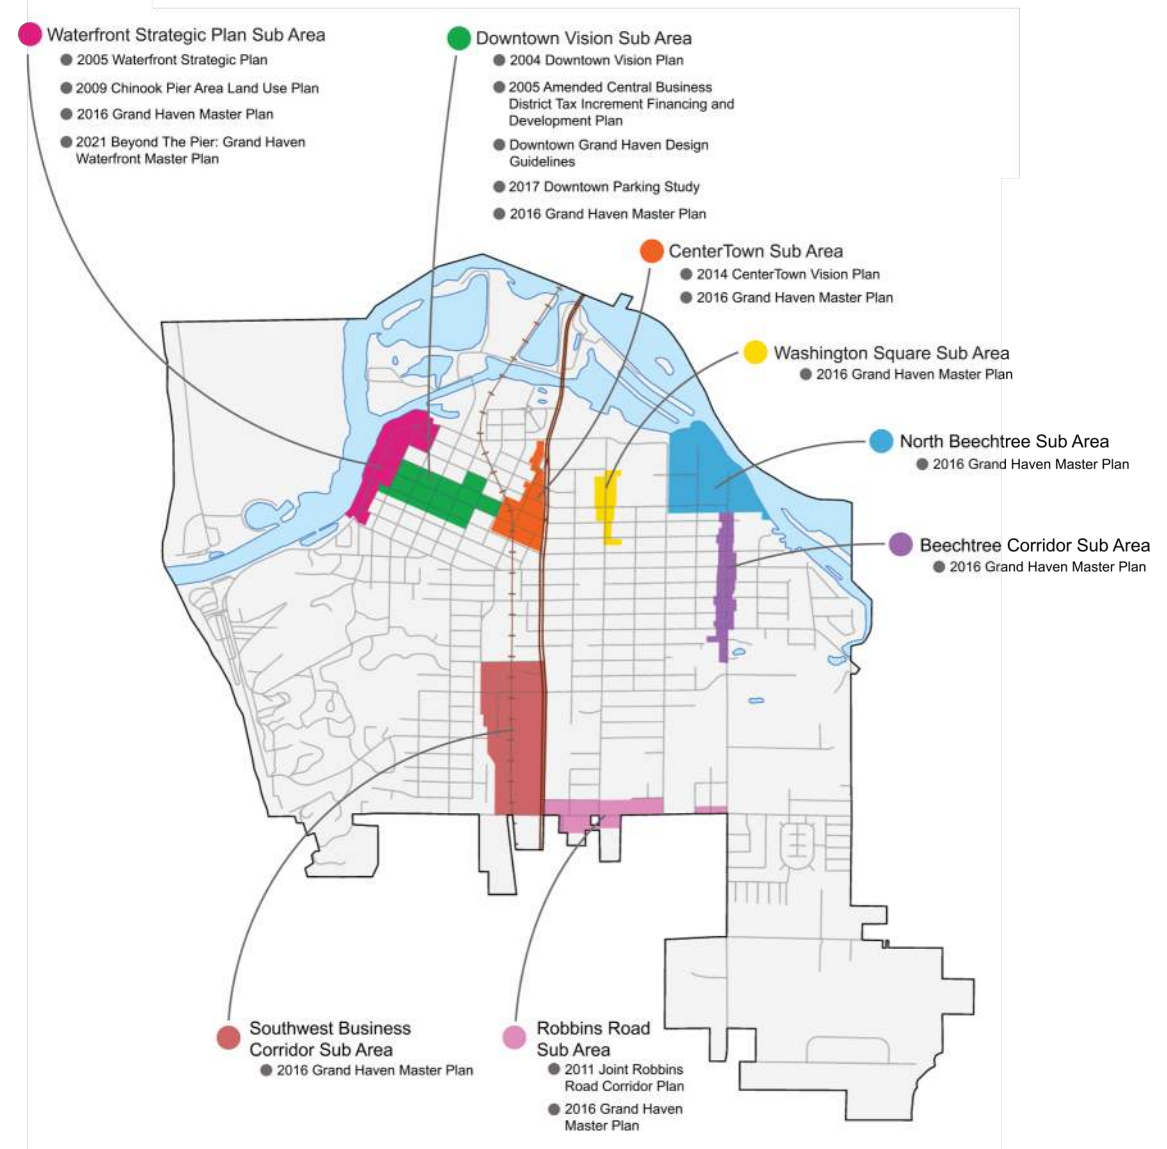 Waterfront Strategic Plan Sub Area
2005 Waterfront Strategic Plan
2009 Chinook Pier Area Land Use Plan
2016 Grand Haven Master Plan
2021 Beyond The Pier: Grand Haven
Waterfront Master Plan
Downtown Vision Sub Area
2004 Downtown Vision Plan
2005 Amended Central Business
District Tax Increment Financing and
Development Plan
Downtown Grand Haven Design
Guidelines
2017 Downtown Parking Study
2016 Grand Haven Master Plan
CenterTown Sub Area
2014 CenterTown Vision Plan
2016 Grand Haven Master Plan
Washington Square Sub Area
2016 Grand Haven Master Plan
North Beechtree Sub Area
2016 Grand Haven Master Plan
Beechtree Corridor Sub Area
2016 Grand Haven Master Plan
Southwest Business
Corridor Sub Area
2016 Grand Haven Master Plan
Robbins Road
Sub Area
2011 Joint Robbins
Road Corridor Plan
2016 Grand Haven
Master Plan